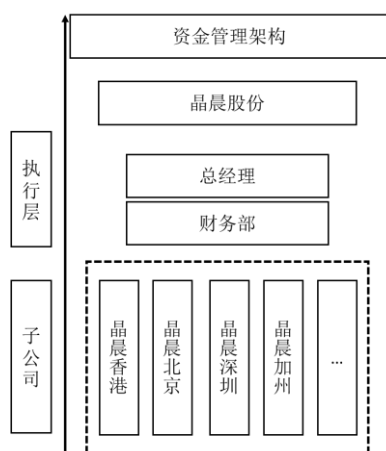 资金管理架构
晶晨股份
执行层
总经理
财务部
子公司
晶晨香港
晶晨北京
晶晨深圳
晶晨加州
...